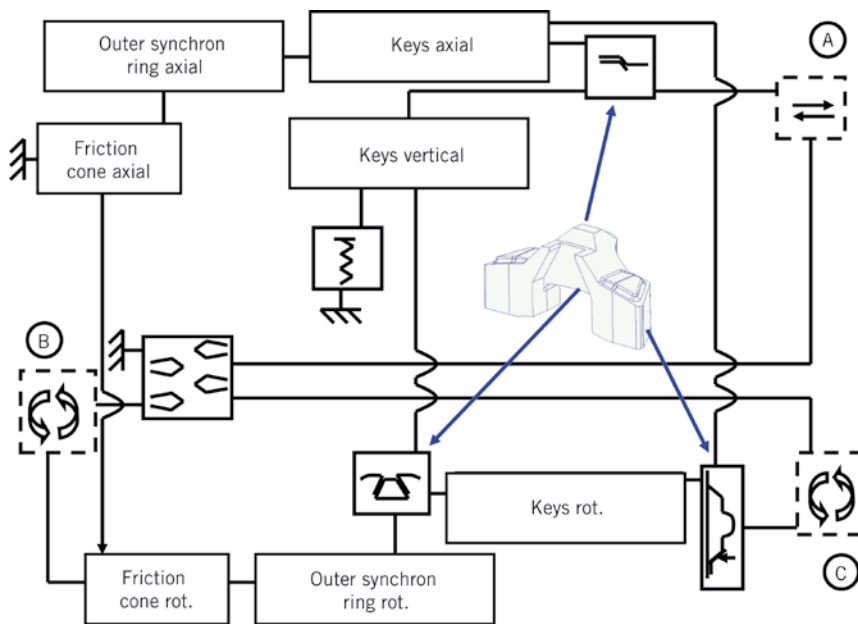 Outer synchron
ring axial
Keys axial
A
Friction
cone axial
Keys vertical
B
Keys rot.
Friction
cone rot.
Outer synchron
ring rot.
C